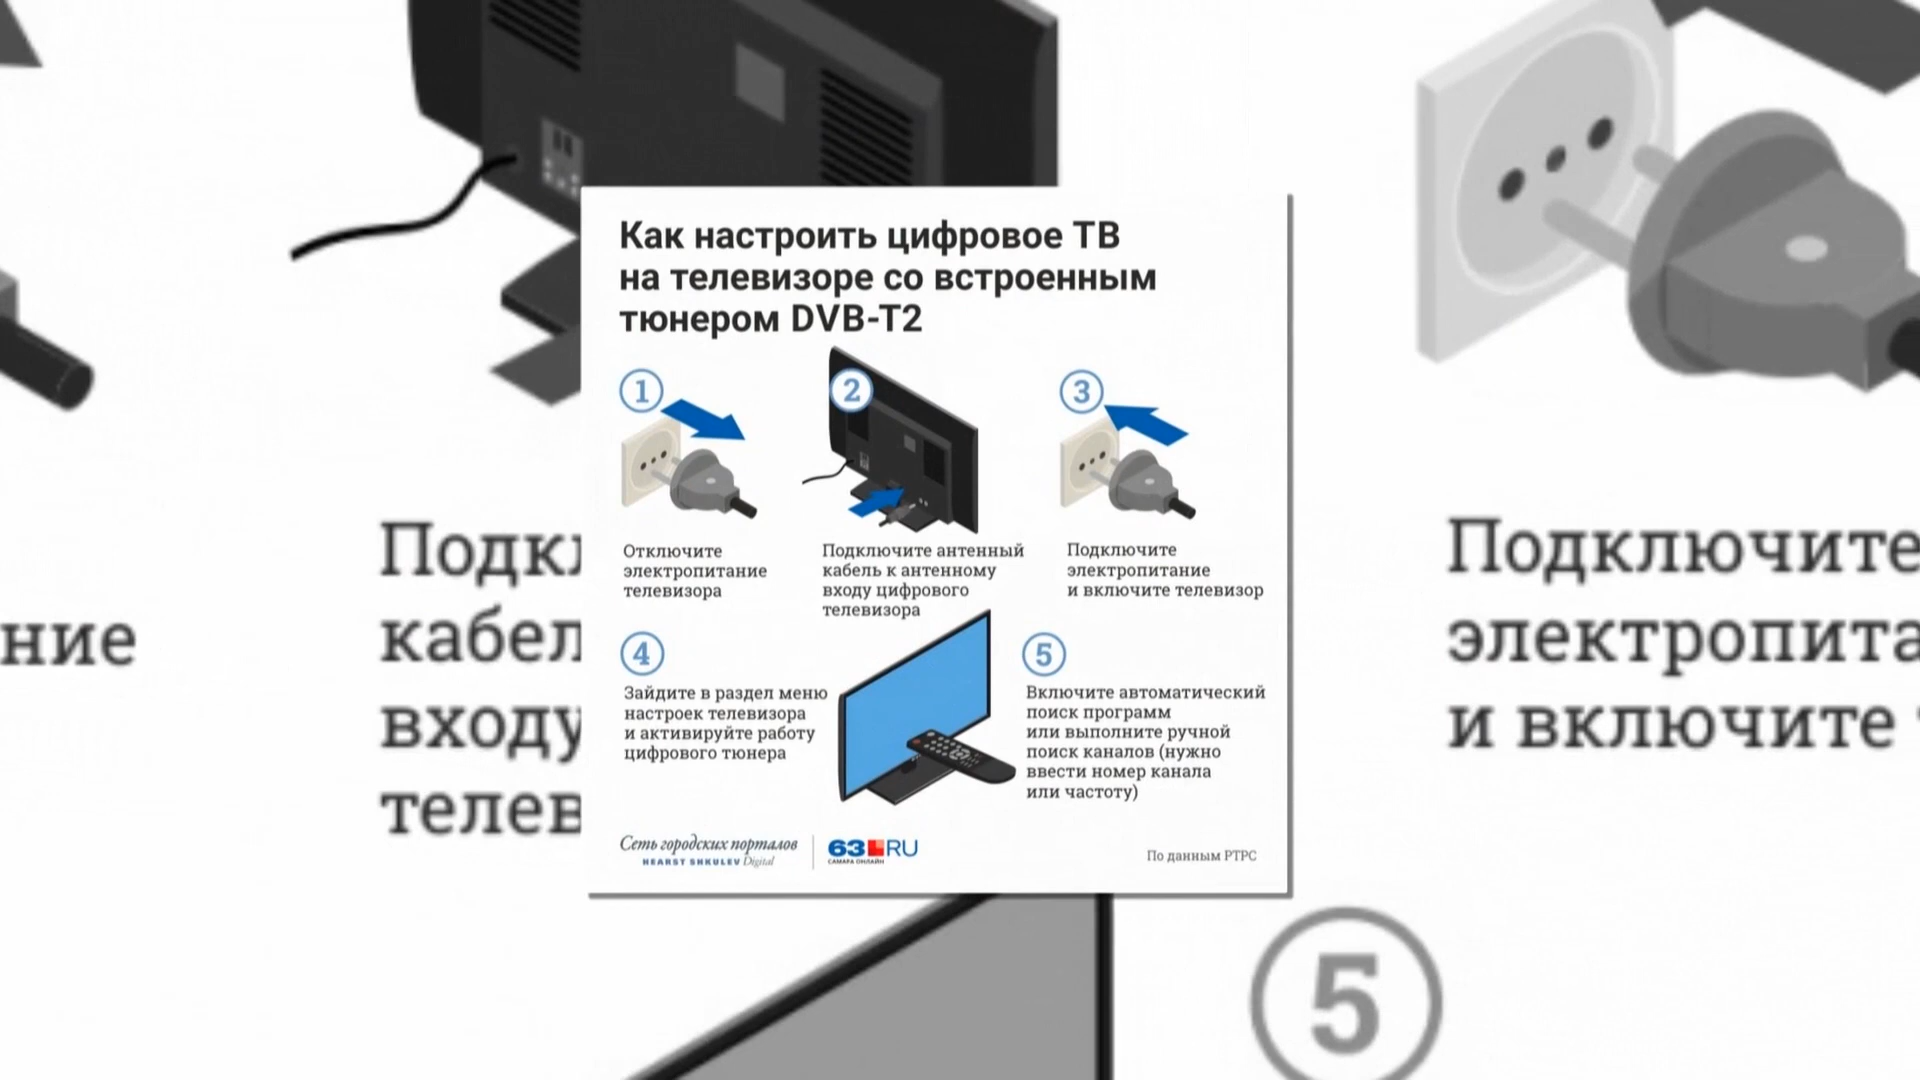 Как настроить цифровое ТВ
на телевизоре со встроенным
тюнером DVB-T2
1
Отключите
электропитание
телевизора
2
Подключите антенный
кабель к антенному
входу цифрового
телевизора
3
Подключите
электропитание
и включите телевизор
4
Зайдите в раздел меню
настроек телевизора
и активируйте работу
цифрового тюнера
5
Включите автоматический
поиск программ
или выполните ручной
поиск каналов (нужно
ввести номер канала
или частоту)
Сеть городских порталов
HEARST SHKULEV Digital
63 RU
САМАРА ОНЛАЙН
По данным РТРС
ние
Подкл
кабел
входу
телев
Подключите
электропита
и включите
5